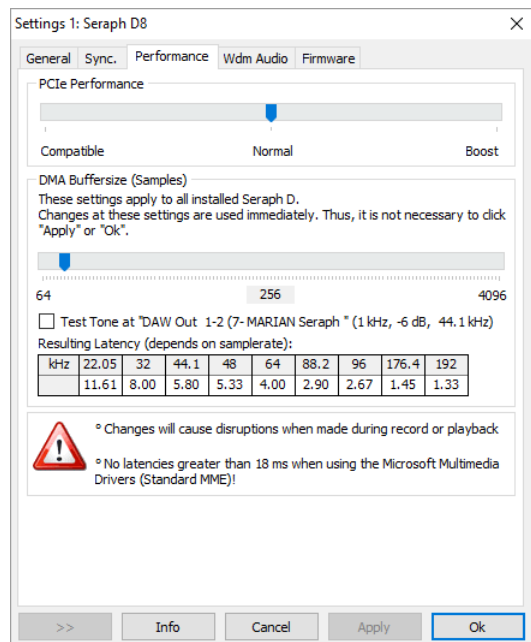 Settings 1: Seraph D8
General Sync. Performance Wdm Audio Firmware
PCIe Performance
Compatible Normal Boost
DMA Buffersize (Samples)
These settings apply to all installed Seraph D.
Changes at these settings are used immediately. Thus, it is not necessary to click
"Apply" or "Ok".
64 256 4096
Test Tone at "DAW Out 1-2 (7- MARIAN Seraph " (1 kHz, -6 dB, 44.1 kHz)
Resulting Latency (depends on samplerate):
kHz 22.05 32 44.1 48 64 88.2 96 176.4 192
11.61 8.00 5.80 5.33 4.00 2.90 2.67 1.45 1.33
° Changes will cause disruptions when made during record or playback
° No latencies greater than 18 ms when using the Microsoft Multimedia
Drivers (Standard MME)!
>> Info Cancel Apply Ok